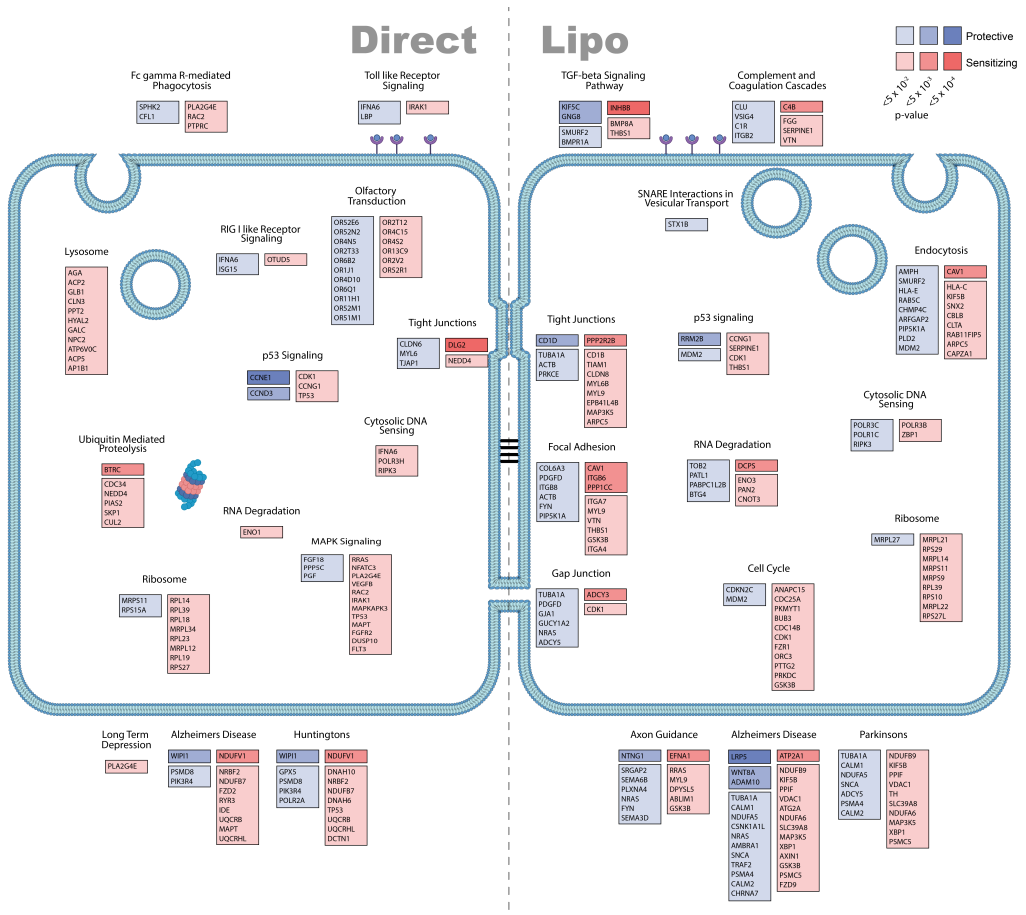 Direct
Lipo
Protective
Sensitizing
<5 x 10-2
<5 x 10-3
<5 x 10-4
p-value
Fc gamma R-mediated
Phagocytosis
SPHK2
CFL1
PLA2G4E
RAC2
PTPRC
Toll like Receptor
Signaling
IFNA6
LBP
IRAK1
TGF-beta Signaling
Pathway
KIF5C
GNG8
SMURF2
BMPR1A
INHBB
BMP8A
THBS1
Complement and
Coagulation Cascades
CLU
VSIG4
C1R
ITGB2
C4B
FGG
SERPINE1
VTN
Lysosome
AGA
ACP2
GLB1
CLN3
PPT2
HYAL2
GALC
NPC2
ATP6V0C
ACP5
AP1B1
RIG I like Receptor
Signaling
IFNA6
ISG15
OTUD5
Olfactory
Transduction
OR52E6
OR52N2
OR4N5
OR2T33
OR6B2
OR1J1
OR4D10
OR6Q1
OR11H1
OR52M1
OR51M1
OR2T12
OR4C15
OR4S2
OR13C9
OR2V2
OR52R1
Tight Junctions
CLDN6
MYL6
TJAP1
DLG2
NEDD4
p53 Signaling
CCNE1
CCND3
CDK1
CCNG1
TP53
Cytosolic DNA
Sensing
IFNA6
POLR3H
RIPK3
Ubiquitin Mediated
Proteolysis
BTRC
CDC34
NEDD4
PIAS2
SKP1
CUL2
RNA Degradation
ENO1
MAPK Signaling
FGF18
PPP5C
PGF
RRAS
NFATC3
PLA2G4E
VEGFB
RAC2
IRAK1
MAPKAPK3
TP53
MAPT
FGFR2
DUSP10
FLT3
Ribosome
MRPS11
RPS15A
RPL14
RPL39
RPL18
MRPL34
RPL23
MRPL12
RPL19
RPS27
SNARE Interactions in
Vesicular Transport
STX1B
Endocytosis
AMPH
SMURF2
HLA-E
RAB5C
CHMP4C
ARFGAP2
PIP5K1A
PLD2
MDM2
CAV1
HLA-C
KIF5B
SNX2
CBLB
CLTA
RAB11FIP5
ARPC5
CAPZA1
Tight Junctions
CD1D
TUBA1A
ACTB
PRKCE
PPP2R2B
CD1B
TIAM1
CLDN8
MYL6B
MYL9
EPB41L4B
MAP3K5
ARPC5
p53 signaling
RRM2B
MDM2
CCNG1
SERPINE1
CDK1
THBS1
Cytosolic DNA
Sensing
POLR3C
POLR1C
RIPK3
POLR3B
ZBP1
Focal Adhesion
COL6A3
PDGFD
ITGB8
ACTB
FYN
PIP5K1A
CAV1
ITGB6
PPP1CC
ITGA7
MYL9
VTN
THBS1
GSK3B
ITGA4
RNA Degradation
TOB2
PATL1
PABPC1L2B
BTG4
DCPS
ENO3
PAN2
CNOT3
Ribosome
MRPL27
MRPL21
RPS29
MRPL14
MRPS11
MRPS9
RPL39
RPS10
MRPL22
RPS27L
Gap Junction
TUBA1A
PDGFD
GJA1
GUCY1A2
NRAS
ADCY5
ADCY3
CDK1
Cell Cycle
CDKN2C
MDM2
ANAPC15
CDC25A
PKMYT1
BUB3
CDC14B
CDK1
FZR1
ORC3
PTTG2
PRKDC
GSK3B
Long Term
Depression
PLA2G4E
Alzheimers Disease
WIPI1
PSMD8
PIK3R4
NDUFV1
NRBF2
NDUFB7
FZD2
RYR3
IDE
UQCRB
MAPT
UQCRHL
Huntingtons
WIPI1
GPX5
PSMD8
PIK3R4
POLR2A
NDUFV1
DNAH10
NRBF2
NDUFB7
DNAH6
TP53
UQCRB
UQCRHL
DCTN1
Axon Guidance
NTNG1
SRGAP2
SEMA6B
PLXNA4
NRAS
FYN
SEMA3D
EFNA1
RRAS
MYL9
DPYSL5
ABLIM1
GSK3B
Alzheimers Disease
LRP5
WNT8A
ADAM10
TUBA1A
CALM1
NDUFA5
CSNK1A1L
NRAS
AMBRA1
SNCA
TRAF2
PSMA4
CALM2
CHRNA7
ATP2A1
NDUFB9
KIF5B
PPIF
VDAC1
ATG2A
NDUFA6
SLC39A8
MAP3K5
XBP1
AXIN1
GSK3B
PSMC5
FZD9
Parkinsons
TUBA1A
CALM1
NDUFA5
SNCA
ADCY5
PSMA4
CALM2
NDUFB9
KIF5B
PPIF
VDAC1
TH
SLC39A8
NDUFA6
MAP3K5
XBP1
PSMC5